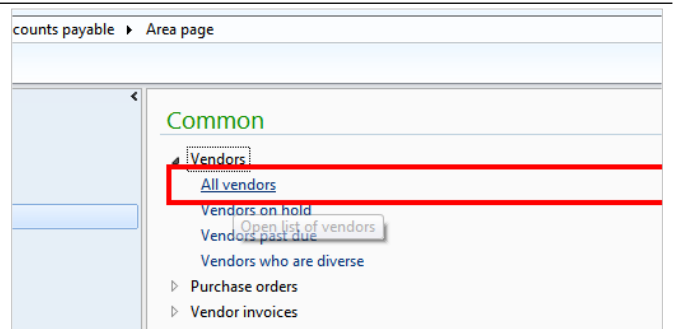 counts payable ▸ Area page
Common
Vendors
All vendors
Vendors on hold
Open list of vendors
Vendors past due
Vendors who are diverse
Purchase orders
Vendor invoices